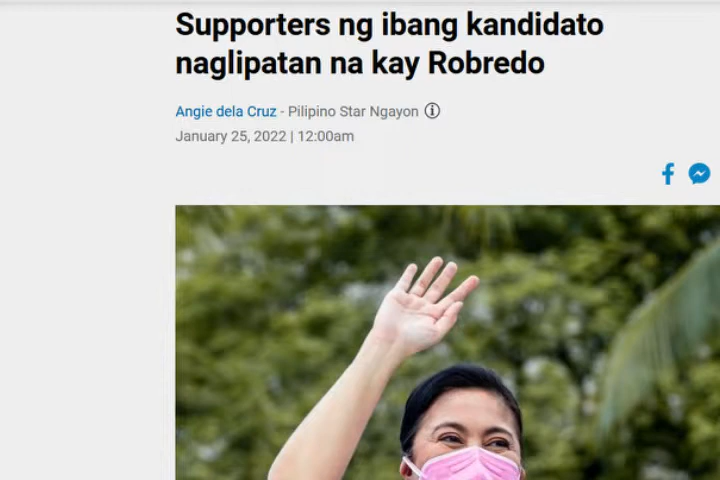 Supporters ng ibang kandidato
naglipatan na kay Robredo
Angie dela Cruz - Pilipino Star Ngayon
January 25, 2022 | 12:00am